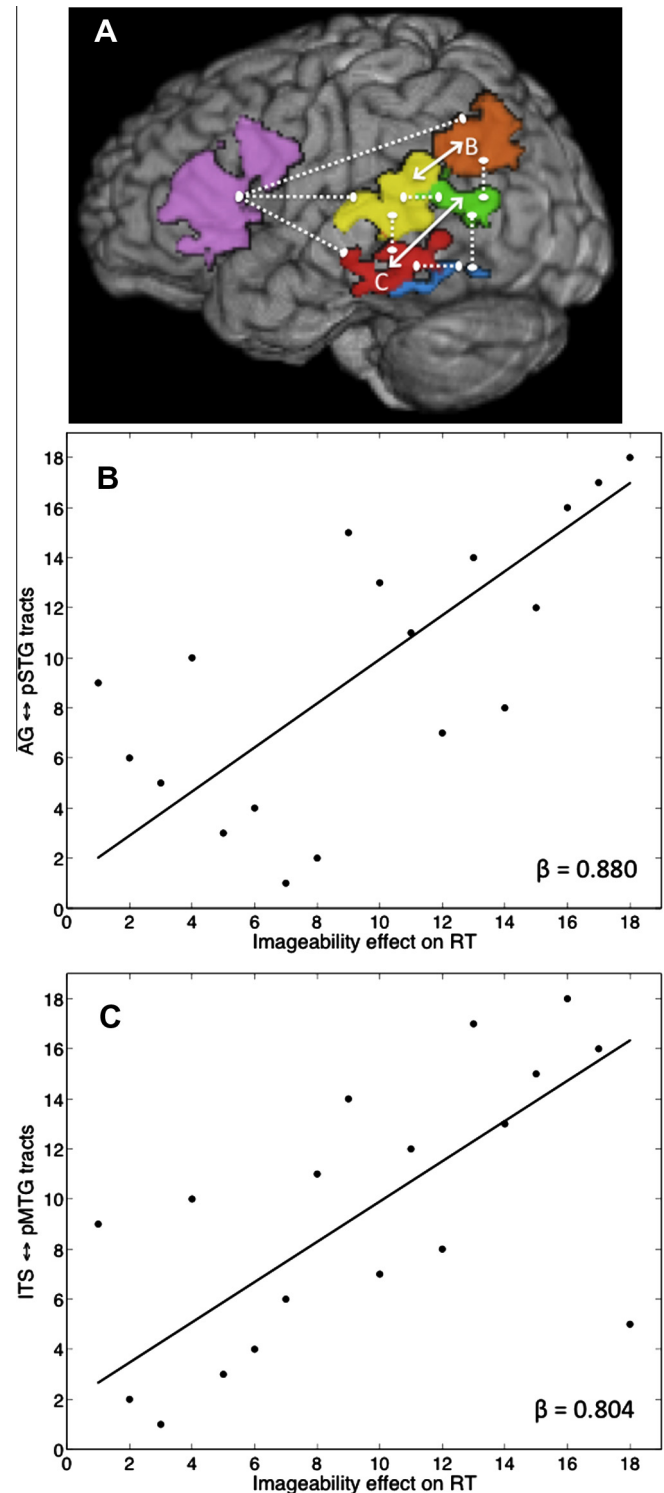 A
B
C
18
16
14
12
10
8
6
4
2
0
AG ↔ pSTG tracts
B
β = 0.880
0 2 4 6 8 10 12 14 16 18
Imageability effect on RT
18
16
14
12
10
8
6
4
2
0
ITS ↔ pMTG tracts
C
β = 0.804
0 2 4 6 8 10 12 14 16 18
Imageability effect on RT